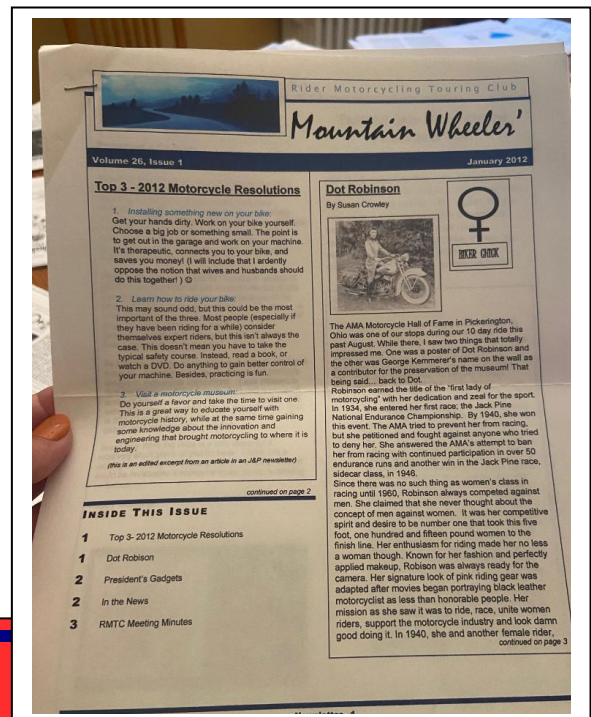 Rider Motorcycling Touring Club
Mountain Wheeler'
Volume 26, Issue 1
January 2012
Top 3 - 2012 Motorcycle Resolutions
1. Installing something new on your bike:
Get your hands dirty. Work on your bike yourself.
Choose a big job or something small. The point is
to get out in the garage and work on your machine.
It's therapeutic, connects you to your bike, and
saves you money! (I will include that I ardently
oppose the notion that wives and husbands should
do this together! ) ☺
2. Learn how to ride your bike:
This may sound odd, but this could be the most
important of the three. Most people (especially if
they have been riding for a while) consider
themselves expert riders, but this isn't always the
case. This doesn't mean you have to take the
typical safety course. Instead, read a book, or
watch a DVD. Do anything to gain better control of
your machine. Besides, practicing is fun.
3. Visit a motorcycle museum:
Do yourself a favor and take the time to visit one.
This is a great way to educate yourself with
motorcycle history, while at the same time gaining
some knowledge about the innovation and
engineering that brought motorcycling to where it is
today.
(this is an edited excerpt from an article in an J&P newsletter)
continued on page 2
INSIDE THIS ISSUE
1 Top 3- 2012 Motorcycle Resolutions
1 Dot Robison
2 President's Gadgets
2 In the News
3 RMTC Meeting Minutes
Dot Robinson
By Susan Crowley
BIKER CHICK
The AMA Motorcycle Hall of Fame in Pickerington,
Ohio was one of our stops during our 10 day ride this
past August. While there, I saw two things that totally
impressed me. One was a poster of Dot Robinson and
the other was George Kemmerer's name on the wall as
a contributor for the preservation of the museum! That
being said... back to Dot.
Robinson earned the title of the "first lady of
motorcycling" with her dedication and zeal for the sport.
In 1934, she entered her first race; the Jack Pine
National Endurance Championship. By 1940, she won
this event. The AMA tried to prevent her from racing,
but she petitioned and fought against anyone who tried
to deny her. She answered the AMA's attempt to ban
her from racing with continued participation in over 50
endurance runs and another win in the Jack Pine race,
sidecar class, in 1946.
Since there was no such thing as women's class in
racing until 1960, Robinson always competed against
men. She claimed that she never thought about the
concept of men against women. It was her competitive
spirit and desire to be number one that took this five
foot, one hundred and fifteen pound women to the
finish line. Her enthusiasm for riding made her no less
a woman though. Known for her fashion and perfectly
applied makeup, Robison was always ready for the
camera. Her signature look of pink riding gear was
adapted after movies began portraying black leather
motorcyclist as less than honorable people. Her
mission as she saw it was to ride, race, unite women
riders, support the motorcycle industry and look damn
good doing it. In 1940, she and another female rider,
continued on page 3